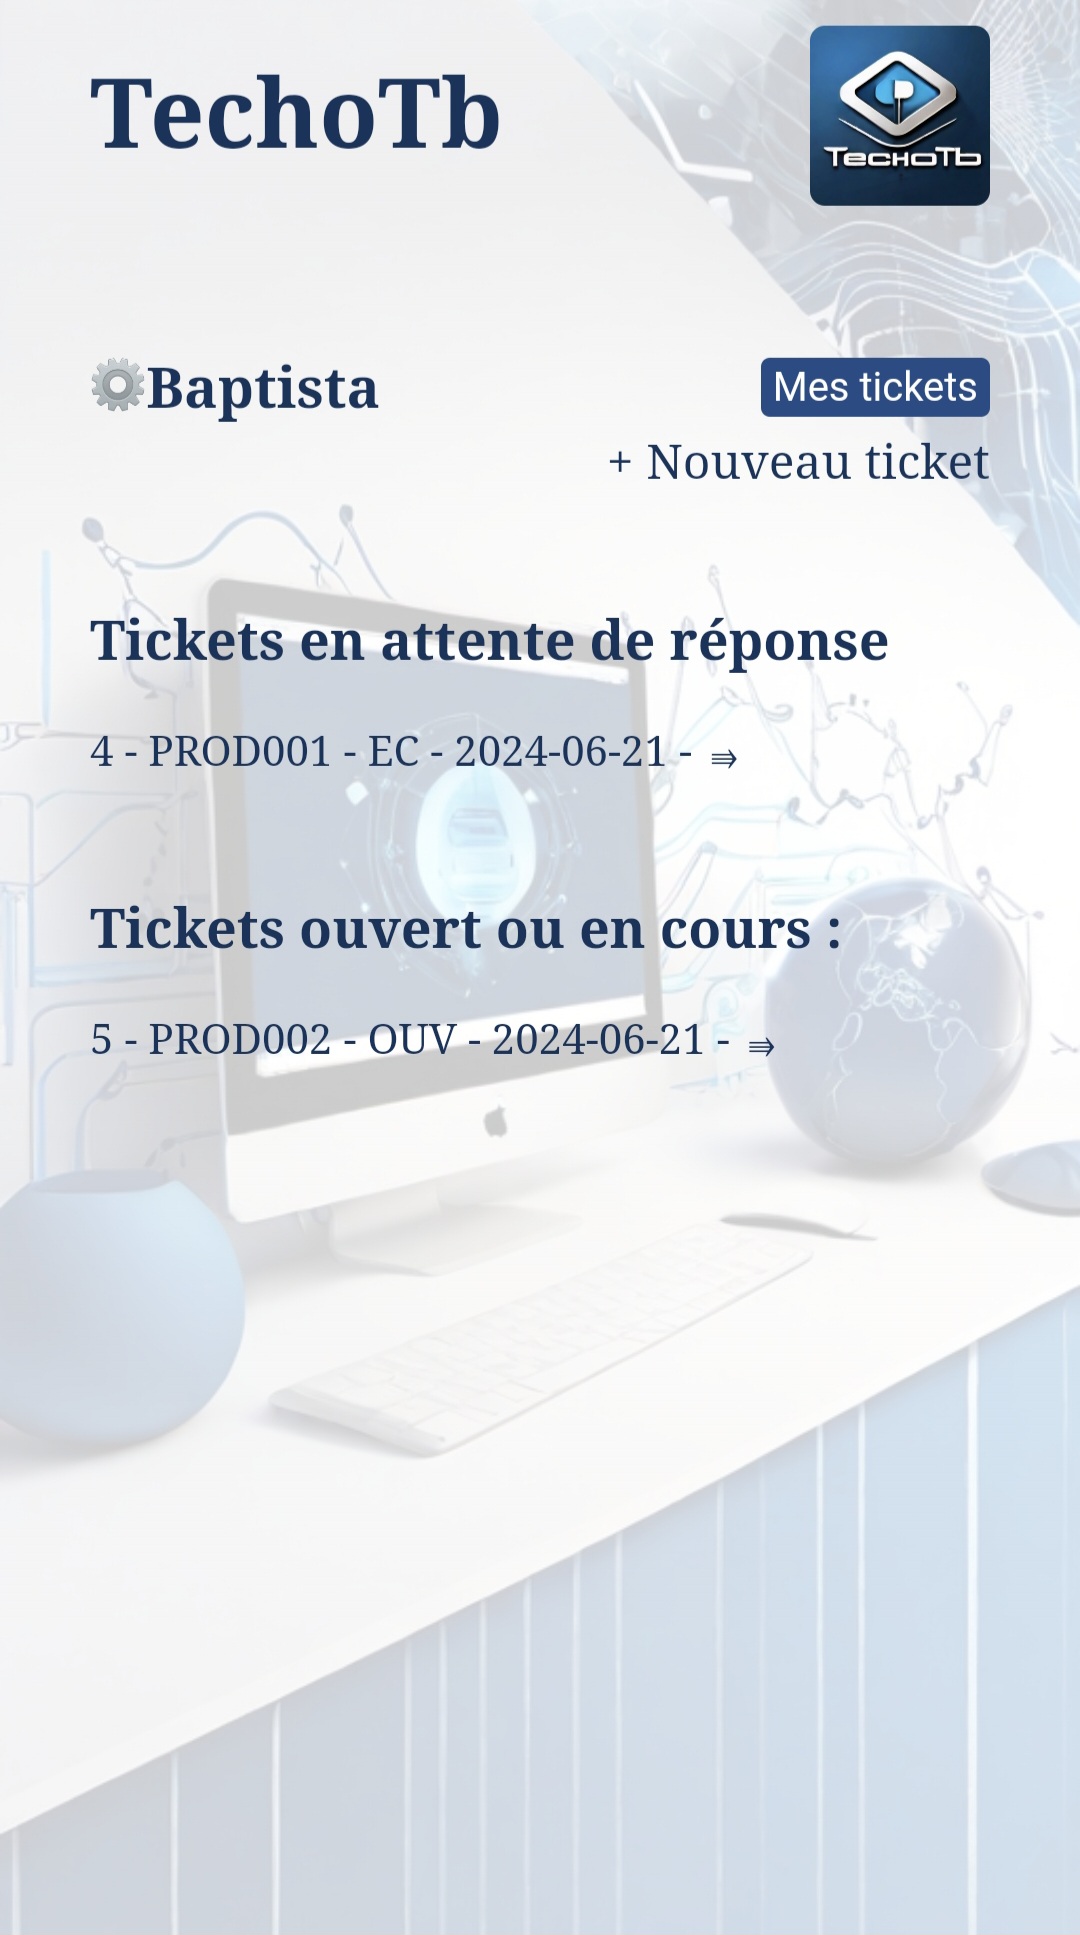 TechoTb
TECHOTb
⚙️Baptista
Mes tickets
+ Nouveau ticket
Tickets en attente de réponse
4 - PROD001 - EC - 2024-06-21 - ⇛
Tickets ouvert ou en cours :
5 - PROD002 - OUV - 2024-06-21 - ⇛